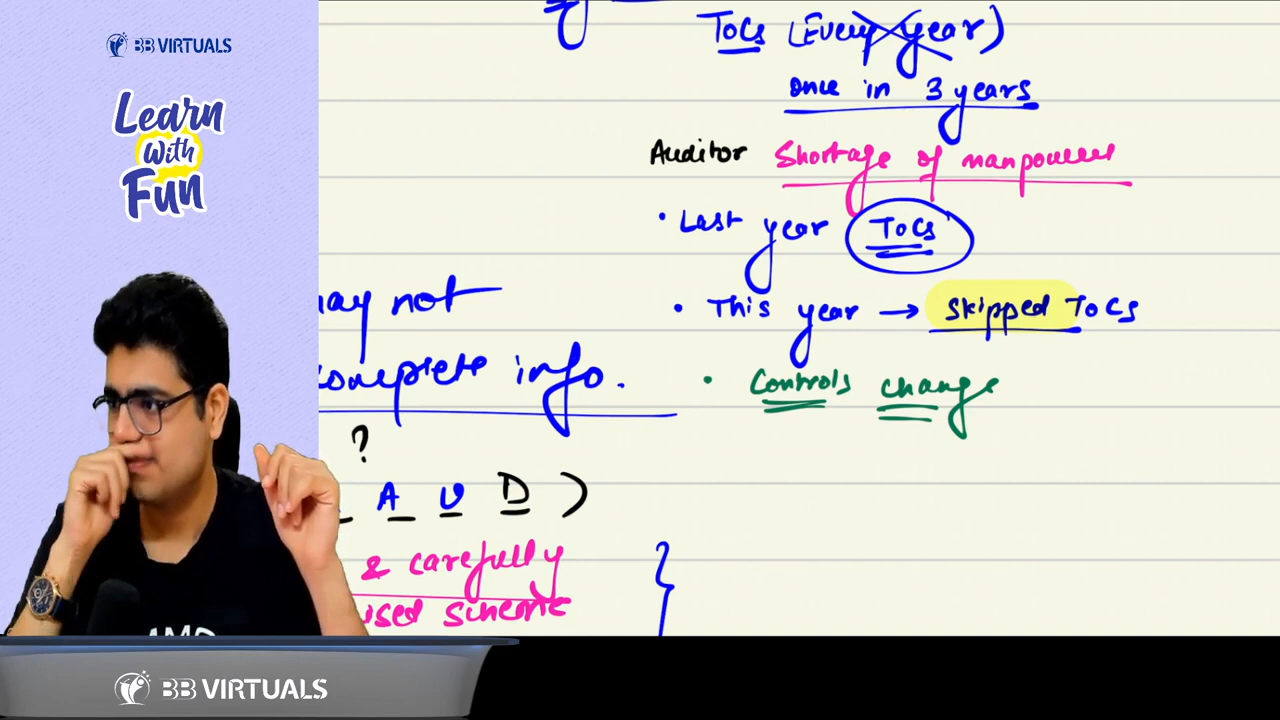 BB VIRTUALS
Learn
With
Fun
TOCs (Every year)
once in 3 years
Auditor Shortage of manpower
• Last year TOCs
• This year → skipped TOCs
• Controls change
may not
complete info.
?
A U D )
& carefully
ised scheme }
BB VIRTUALS